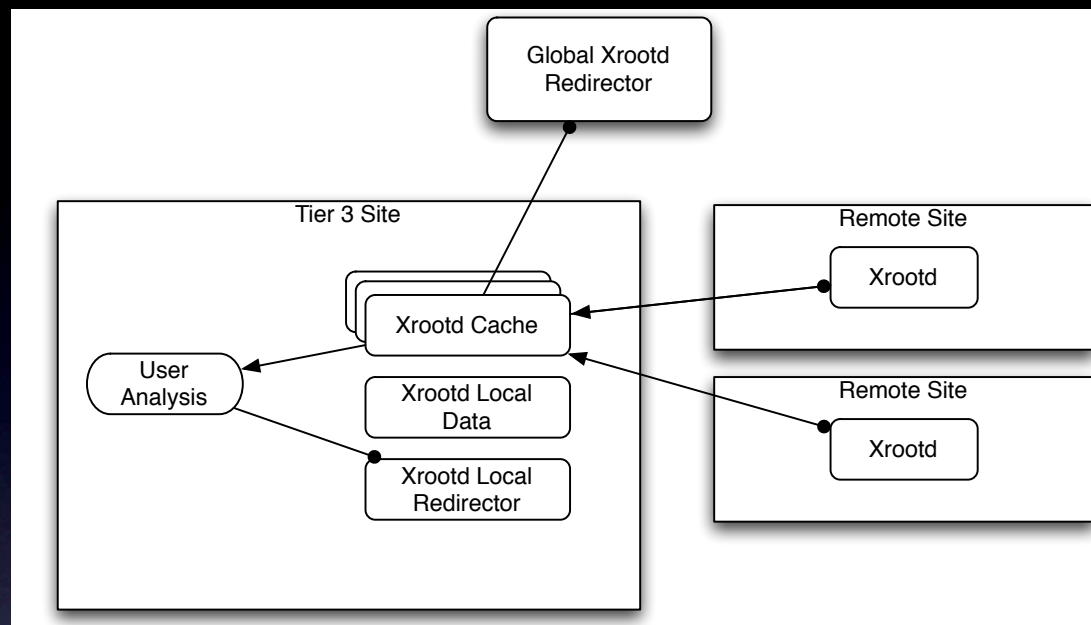 Global Xrootd
Redirector
Tier 3 Site
Xrootd Cache
User
Analysis
Xrootd Local
Data
Xrootd Local
Redirector
Remote Site
Xrootd
Remote Site
Xrootd